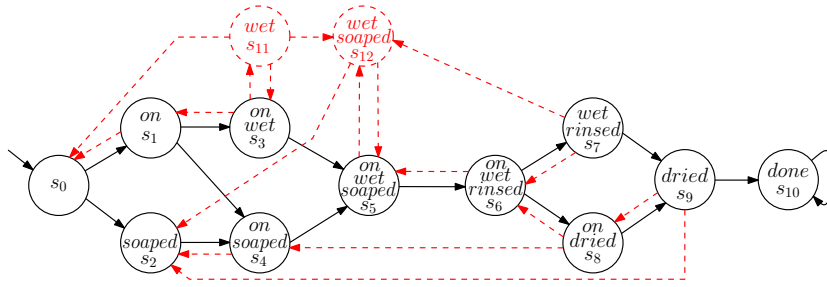 wet
s11
wet
soaped
s12
on
s1
on
wet
s3
wet
rinsed
s7
s0
on
wet
soaped
s5
on
wet
rinsed
s6
dried
s9
done
s10
soaped
s2
on
soaped
s4
on
dried
s8